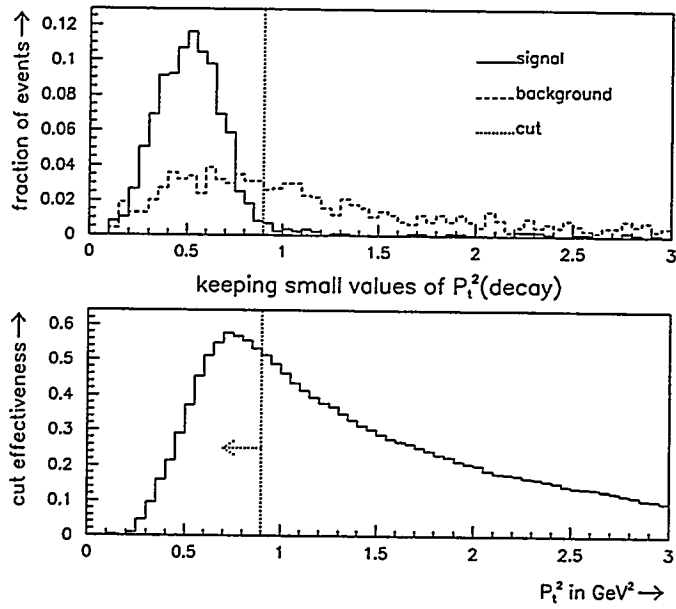 fraction of events →
0.12
0.1
0.08
0.06
0.04
0.02
0
signal
background
cut
0 0.5 1 1.5 2 2.5 3
keeping small values of Pₜ²(decay)
cut effectiveness →
0.6
0.5
0.4
0.3
0.2
0.1
0
0 0.5 1 1.5 2 2.5 3
Pₜ² in GeV² →